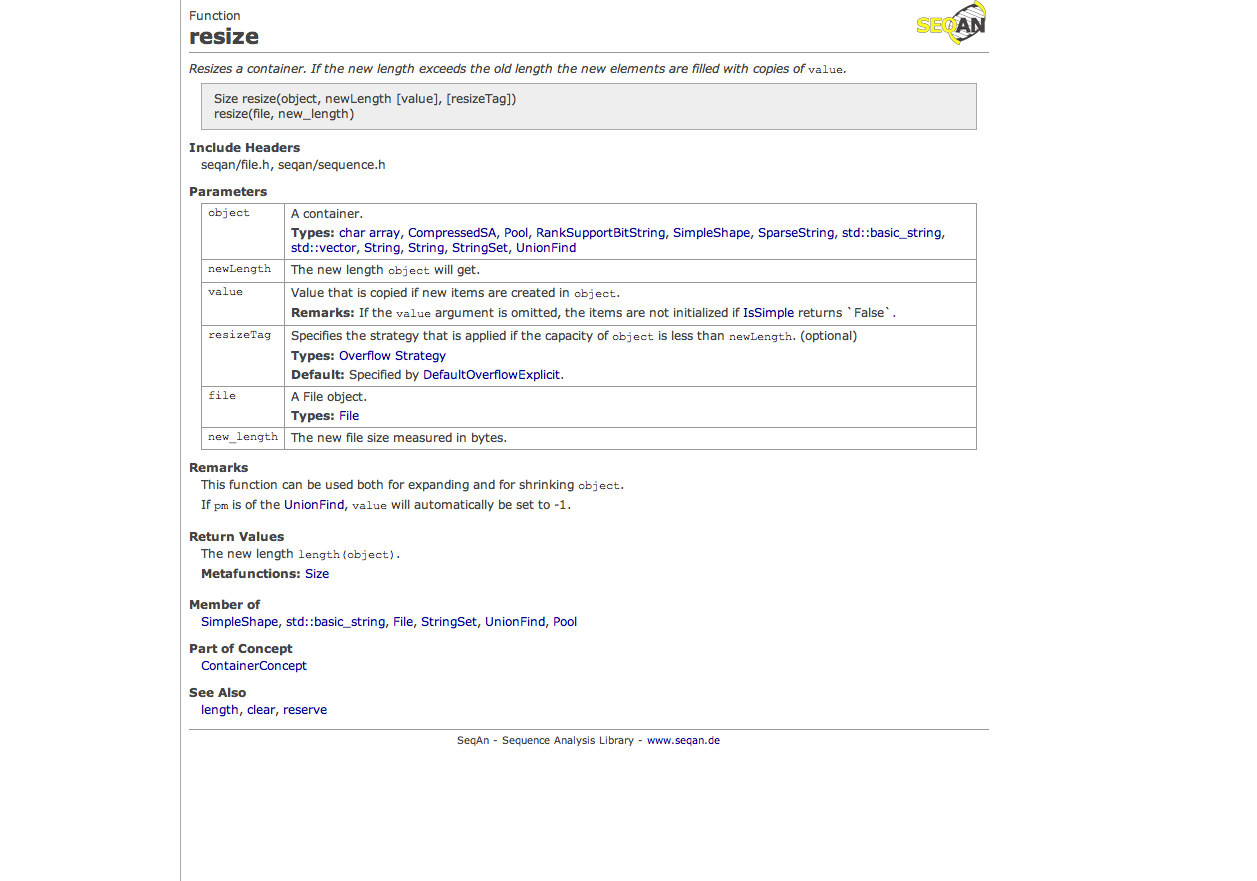 Function
SEQAN
resize
Resizes a container. If the new length exceeds the old length the new elements are filled with copies of value.
Size resize(object, newLength [value], [resizeTag])
resize(file, new_length)
Include Headers
seqan/file.h, seqan/sequence.h
Parameters
object A container.
Types: char array, CompressedSA, Pool, RankSupportBitString, SimpleShape, SparseString, std::basic_string,
std::vector, String, String, StringSet, UnionFind
newLength The new length object will get.
value Value that is copied if new items are created in object.
Remarks: If the value argument is omitted, the items are not initialized if IsSimple returns `False`.
resizeTag Specifies the strategy that is applied if the capacity of object is less than newLength. (optional)
Types: Overflow Strategy
Default: Specified by DefaultOverflowExplicit.
file A File object.
Types: File
new_length The new file size measured in bytes.
Remarks
This function can be used both for expanding and for shrinking object.
If pm is of the UnionFind, value will automatically be set to -1.
Return Values
The new length length(object).
Metafunctions: Size
Member of
SimpleShape, std::basic_string, File, StringSet, UnionFind, Pool
Part of Concept
ContainerConcept
See Also
length, clear, reserve
SeqAn - Sequence Analysis Library - www.seqan.de